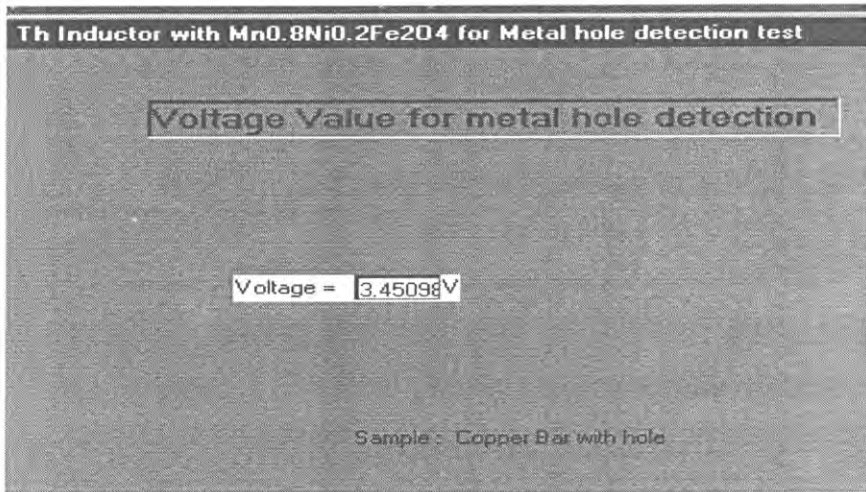 Th Inductor with Mn0.8Ni0.2Fe2O4 for Metal hole detection test
Voltage Value for metal hole detection
Voltage = 3.45098 V
Sample : Copper Bar with hole